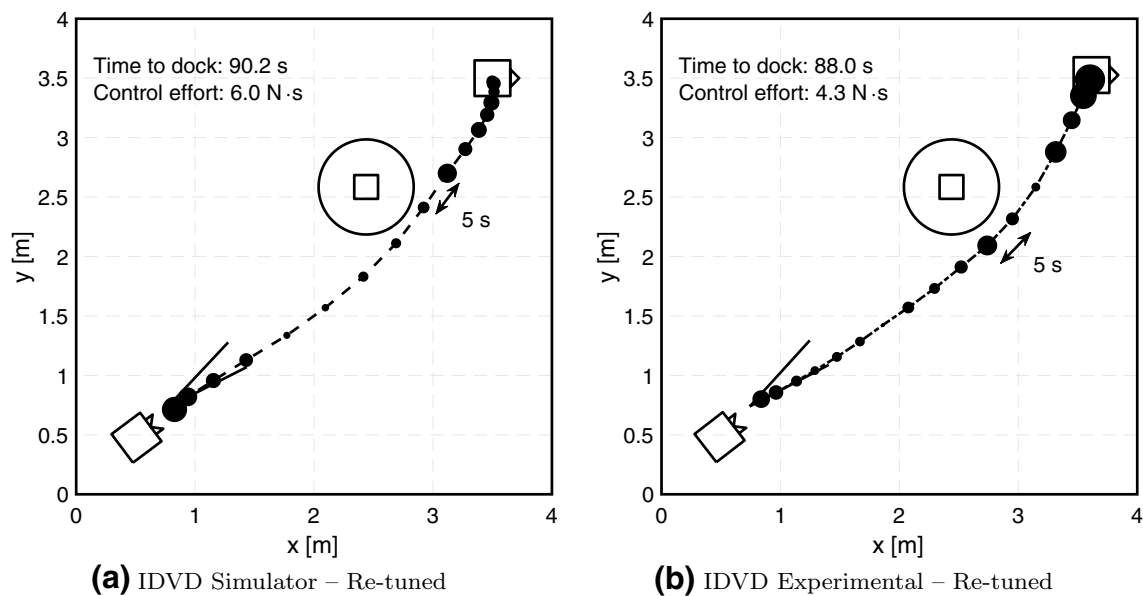 4
3.5
3
2.5
2
1.5
1
0.5
0
y [m]
Time to dock: 90.2 s
Control effort: 6.0 N·s
5 s
0 1 2 3 4
x [m]
(a) IDVD Simulator – Re-tuned
4
3.5
3
2.5
2
1.5
1
0.5
0
y [m]
Time to dock: 88.0 s
Control effort: 4.3 N·s
5 s
0 1 2 3 4
x [m]
(b) IDVD Experimental – Re-tuned